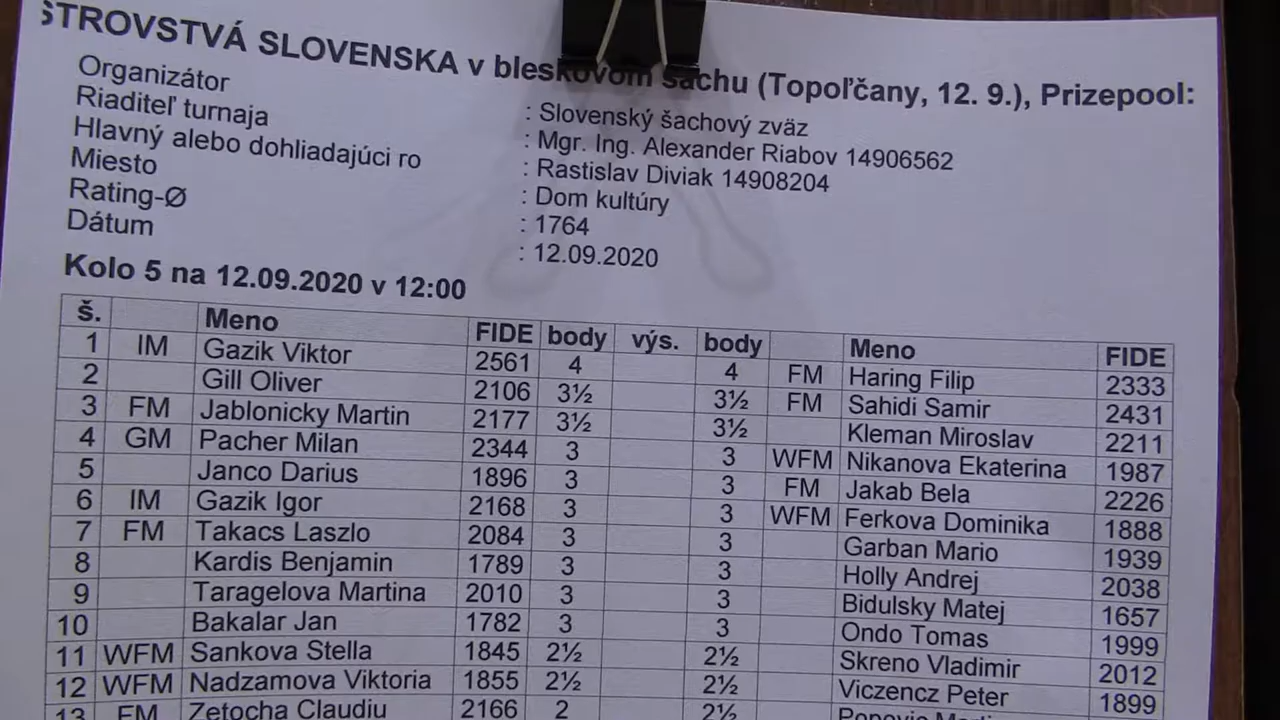 STROVSTVÁ SLOVENSKA v bleskovom šachu (Topoľčany, 12. 9.), Prizepool:
Organizátor : Slovenský šachový zväz
Riaditeľ turnaja : Mgr. Ing. Alexander Riabov 14906562
Hlavný alebo dohliadajúci ro : Rastislav Diviak 14908204
Miesto : Dom kultúry
Rating-Ø : 1764
Dátum : 12.09.2020
Kolo 5 na 12.09.2020 v 12:00
š. Meno FIDE body výs. body Meno FIDE
1 IM Gazik Viktor 2561 4 4 FM Haring Filip 2333
2 Gill Oliver 2106 3½ 3½ FM Sahidi Samir 2431
3 FM Jablonicky Martin 2177 3½ 3½ Kleman Miroslav 2211
4 GM Pacher Milan 2344 3 3 WFM Nikanova Ekaterina 1987
5 Janco Darius 1896 3 3 FM Jakab Bela 2226
6 IM Gazik Igor 2168 3 3 WFM Ferkova Dominika 1888
7 FM Takacs Laszlo 2084 3 3 Garban Mario 1939
8 Kardis Benjamin 1789 3 3 Holly Andrej 2038
9 Taragelova Martina 2010 3 3 Bidulsky Matej 1657
10 Bakalar Jan 1782 3 3 Ondo Tomas 1999
11 WFM Sankova Stella 1845 2½ 2½ Skreno Vladimir 2012
12 WFM Nadzamova Viktoria 1855 2½ 2½ Viczencz Peter 1899
13 FM Zetocha Claudiu 2166 2 2½